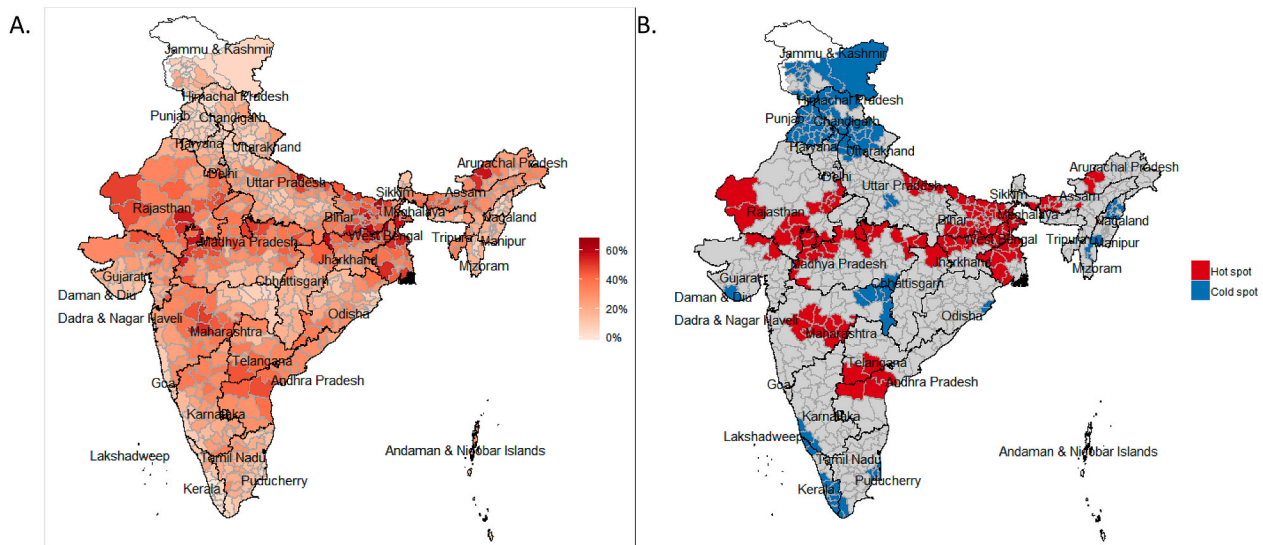 A.
Jammu & Kashmir
Himachal Pradesh
Punjab
Chandigarh
Haryana
Uttarakhand
Delhi
Arunachal Pradesh
Uttar Pradesh
Sikkim
Assam
Rajasthan
Bihar
Meghalaya
Nagaland
Madhya Pradesh
West Bengal
Tripura
Manipur
Jharkhand
Mizoram
Gujarat
Chhattisgarh
Daman & Diu
Odisha
Dadra & Nagar Haveli
Maharashtra
Telangana
Goa
Andhra Pradesh
Karnataka
Lakshadweep
Tamil Nadu
Andaman & Nicobar Islands
Kerala
Puducherry
60%
40%
20%
0%
B.
Jammu & Kashmir
Himachal Pradesh
Punjab
Chandigarh
Haryana
Uttarakhand
Delhi
Arunachal Pradesh
Uttar Pradesh
Sikkim
Assam
Rajasthan
Bihar
Meghalaya
Nagaland
West Bengal
Tripura
Manipur
Madhya Pradesh
Jharkhand
Mizoram
Gujarat
Chhattisgarh
Daman & Diu
Odisha
Dadra & Nagar Haveli
Maharashtra
Telangana
Goa
Andhra Pradesh
Karnataka
Lakshadweep
Tamil Nadu
Andaman & Nicobar Islands
Kerala
Puducherry
Hot spot
Cold spot